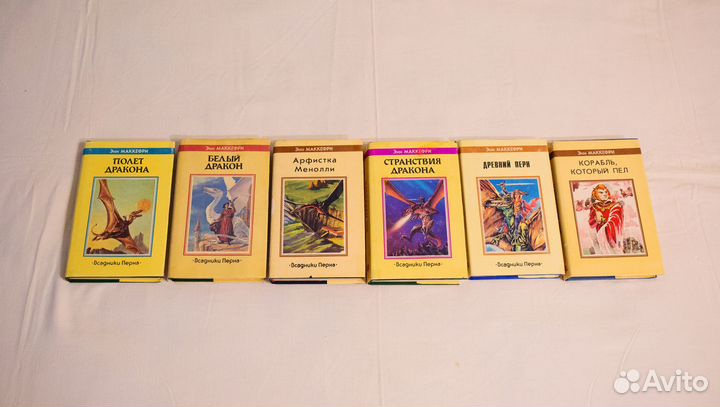 Энн МАККЕФРИ
ПОЛЕТ
ДРАКОНА
•Всадники Перна•
Энн МАККЕФРИ
БЕЛЫЙ
ДРАКОН
•Всадники Перна•
Энн МАККЕФРИ
Арфистка
Менолли
•Всадники Перна•
Энн МАККЕФРИ
СТРАНСТВИЯ
ДРАКОНА
•Всадники Перна•
Энн МАККЕФРИ
ДРЕВНИЙ ПЕРН
•Всадники Перна•
Энн МАККЕФРИ
КОРАБЛЬ,
КОТОРЫЙ ПЕЛ
Avito